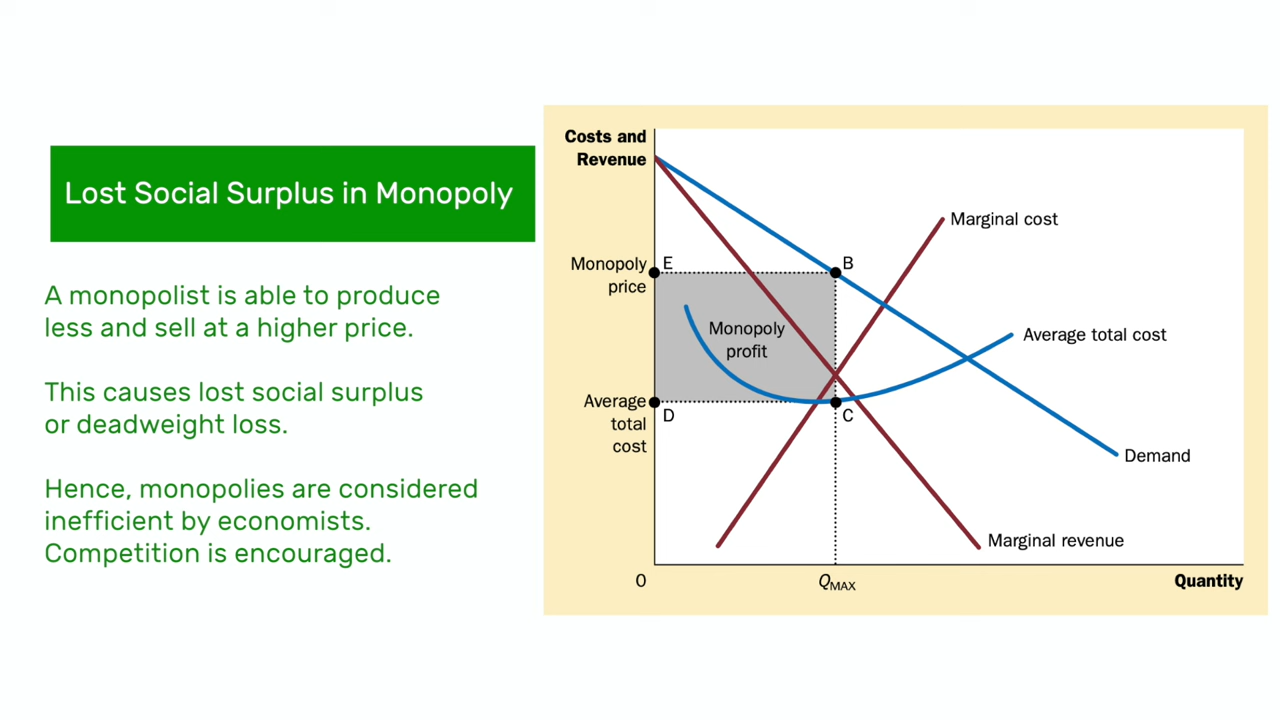 Lost Social Surplus in Monopoly
A monopolist is able to produce
less and sell at a higher price.
This causes lost social surplus
or deadweight loss.
Hence, monopolies are considered
inefficient by economists.
Competition is encouraged.
Costs and
Revenue
Marginal cost
Monopoly
price
E
B
Monopoly
profit
Average total cost
Average
total
cost
D
C
Demand
Marginal revenue
0
QMAX
Quantity